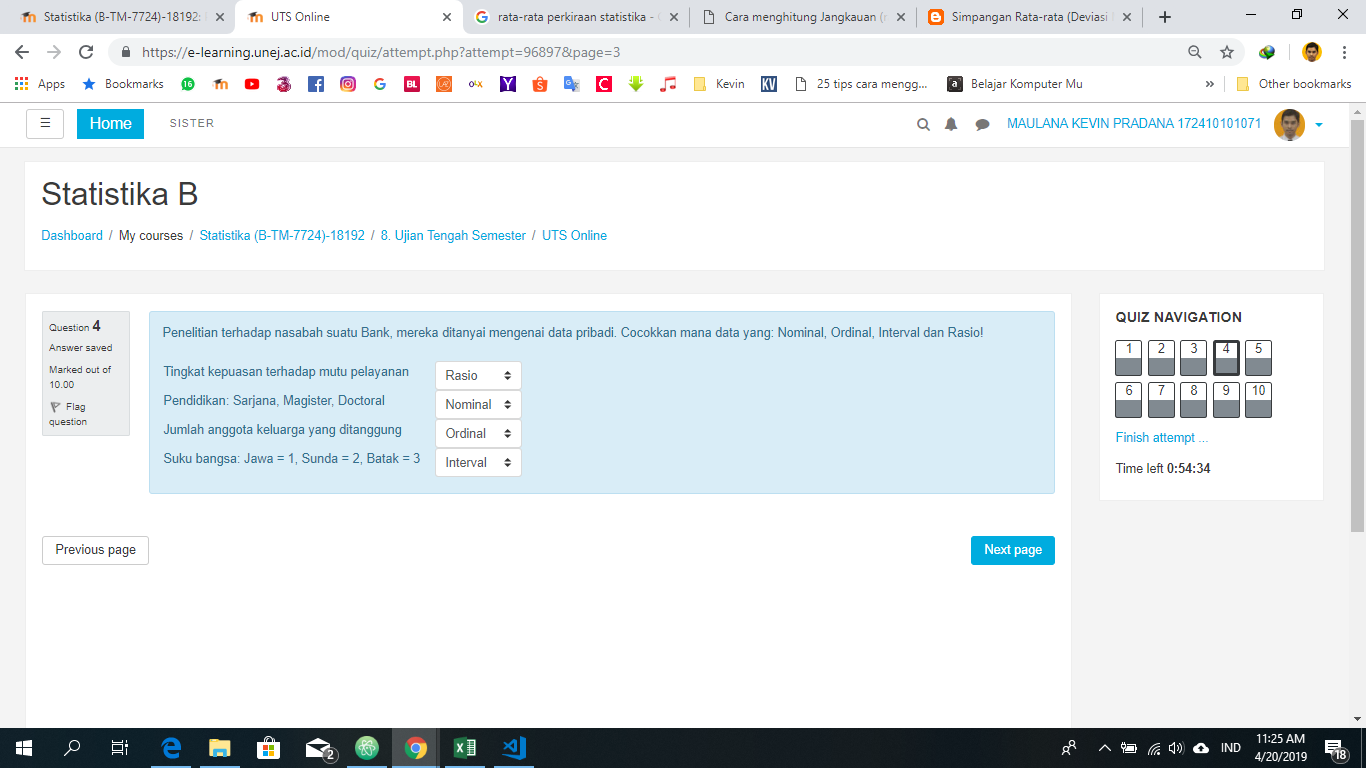 Statistika (B-TM-7724)-18192:
UTS Online
rata-rata perkiraan statistika -
Cara menghitung Jangkauan (r
Simpangan Rata-rata (Deviasi
https://e-learning.unej.ac.id/mod/quiz/attempt.php?attempt=96897&page=3
Apps
Bookmarks
Kevin
KV
25 tips cara mengg...
Belajar Komputer Mu
»
Other bookmarks
Home
SISTER
MAULANA KEVIN PRADANA 172410101071
Statistika B
Dashboard / My courses / Statistika (B-TM-7724)-18192 / 8. Ujian Tengah Semester / UTS Online
Question 4
Answer saved
Marked out of
10.00
Flag
question
Penelitian terhadap nasabah suatu Bank, mereka ditanyai mengenai data pribadi. Cocokkan mana data yang: Nominal, Ordinal, Interval dan Rasio!
Tingkat kepuasan terhadap mutu pelayanan Rasio
Pendidikan: Sarjana, Magister, Doctoral Nominal
Jumlah anggota keluarga yang ditanggung Ordinal
Suku bangsa: Jawa = 1, Sunda = 2, Batak = 3 Interval
Previous page
Next page
QUIZ NAVIGATION
1 2 3 4 5
6 7 8 9 10
Finish attempt ...
Time left 0:54:34
2
IND
11:25 AM
4/20/2019
18